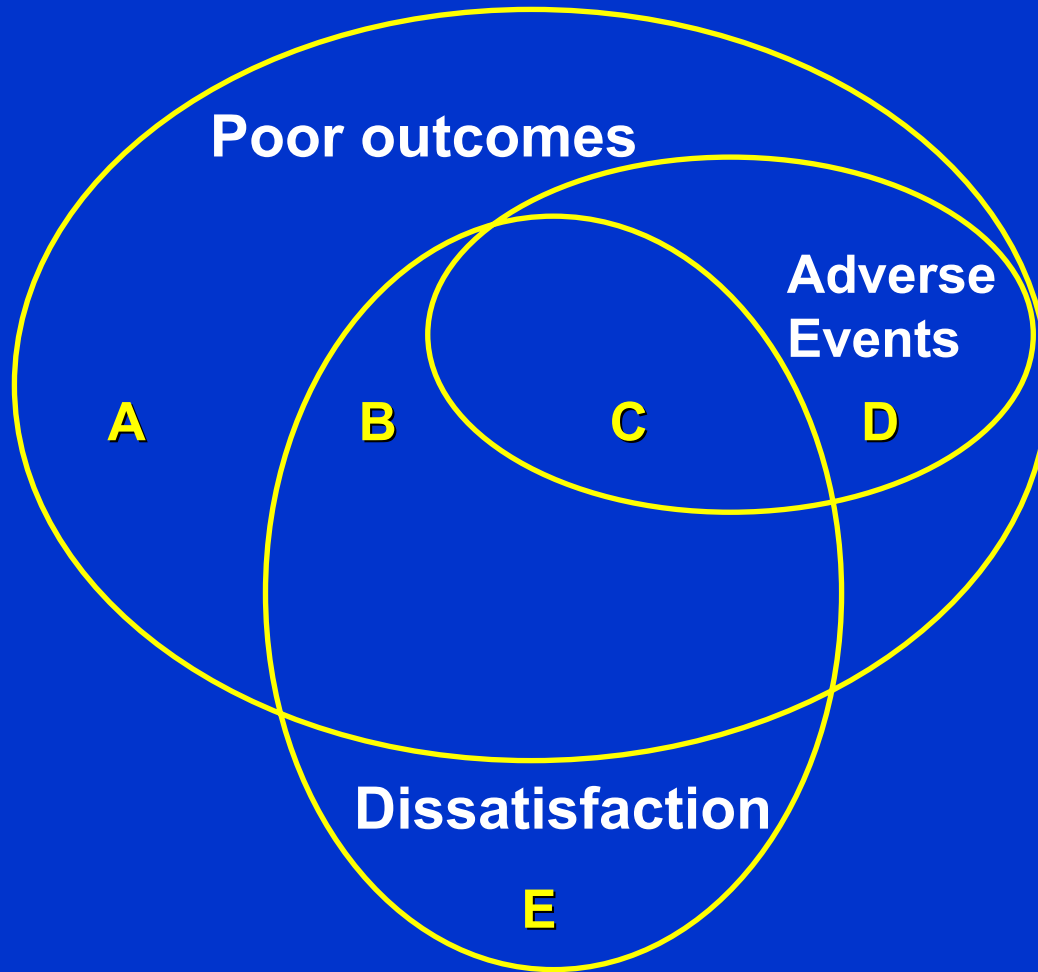 Poor outcomes
Adverse
Events
A B C D
Dissatisfaction
E